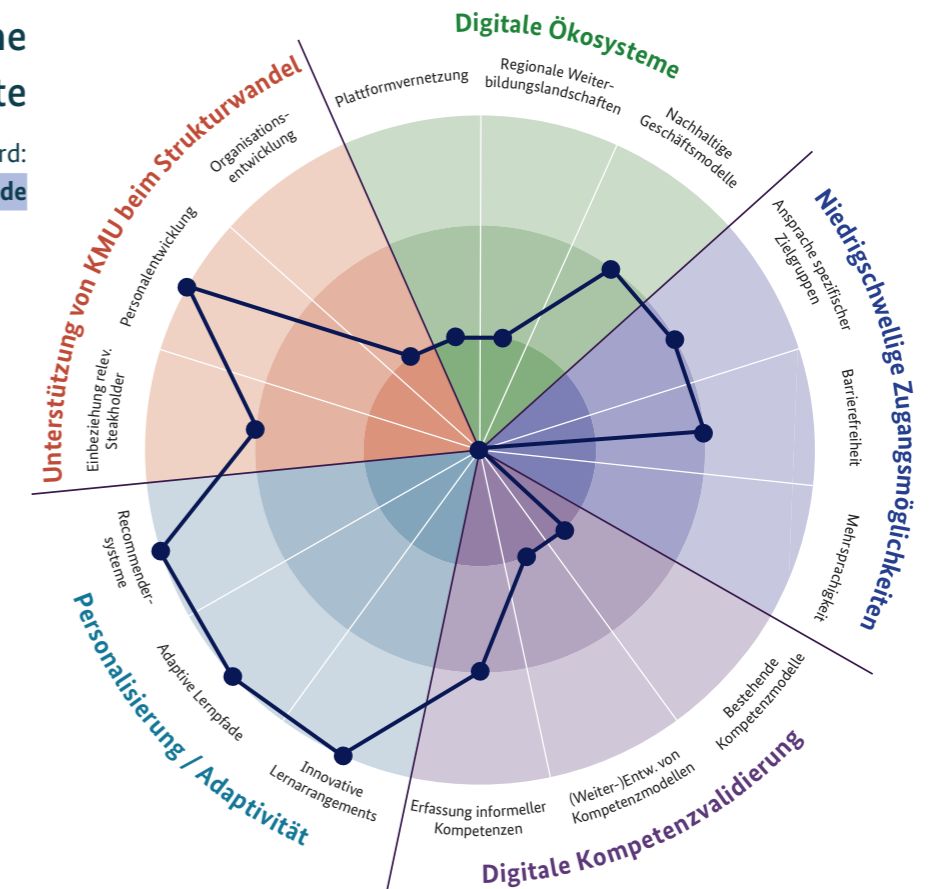 ne
te
rd:
de
Digitale Ökosysteme
Plattformvernetzung
Regionale Weiter-
bildungslandschaften
Nachhaltige
Geschäftsmodelle
Niedrigschwellige Zugangsmöglichkeiten
Ansprache spezifischer
Zielgruppen
Barrierefreiheit
Mehrsprachigkeit
Digitale Kompetenzvalidierung
Bestehende
Kompetenzmodelle
(Weiter-)Entw. von
Kompetenzmodellen
Erfassung informeller
Kompetenzen
Personalisierung / Adaptivität
Innovative
Lernarrangements
Adaptive Lernpfade
Recommender-
systeme
Unterstützung von KMU beim Strukturwandel
Einbeziehung relev.
Steakholder
Personalentwicklung
Organisations-
entwicklung